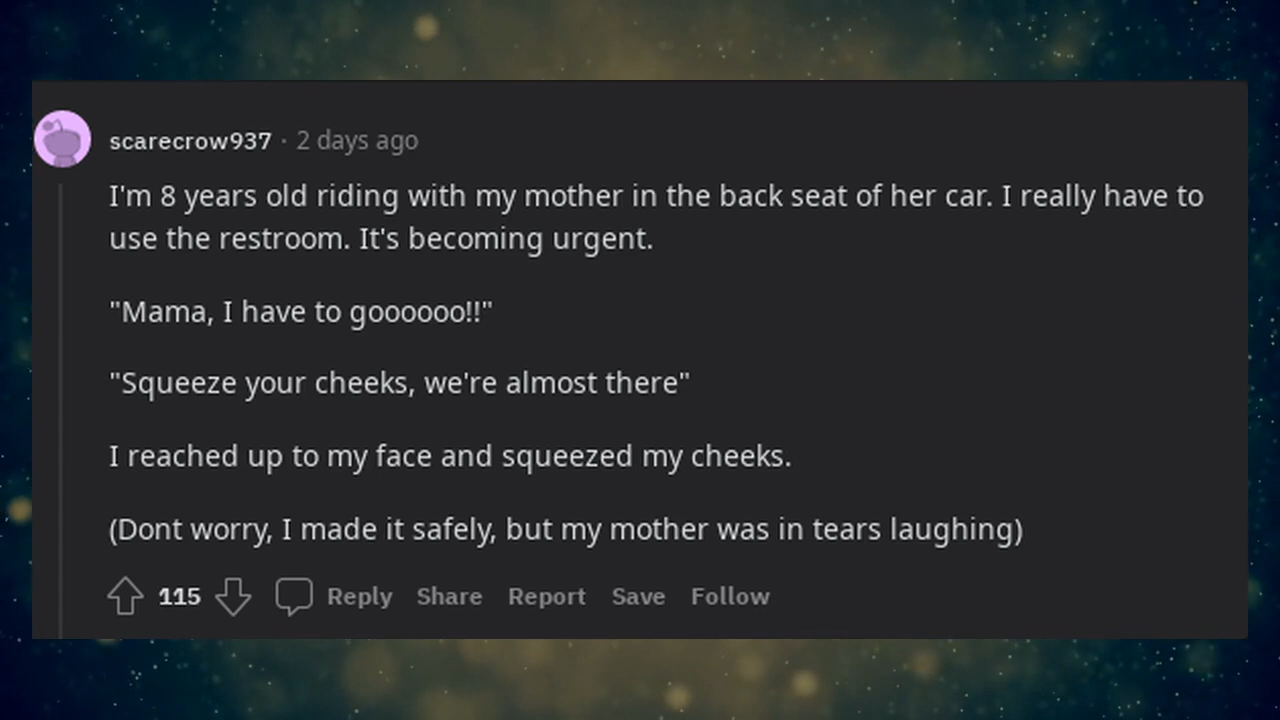 scarecrow937 · 2 days ago
I'm 8 years old riding with my mother in the back seat of her car. I really have to
use the restroom. It's becoming urgent.
"Mama, I have to goooooo!!"
"Squeeze your cheeks, we're almost there"
I reached up to my face and squeezed my cheeks.
(Dont worry, I made it safely, but my mother was in tears laughing)
115 Reply Share Report Save Follow